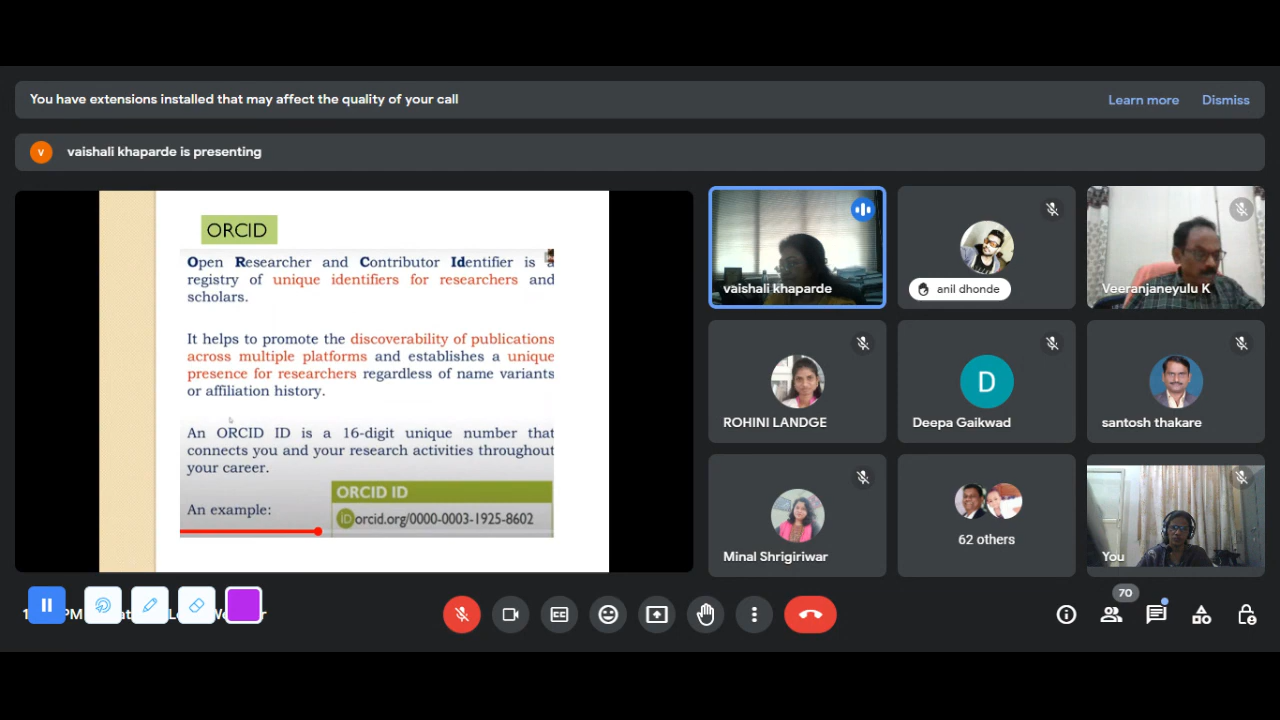 You have extensions installed that may affect the quality of your call
Learn more
Dismiss
v
vaishali khaparde is presenting
ORCID
Open Researcher and Contributor Identifier is a
registry of unique identifiers for researchers and
scholars.
It helps to promote the discoverability of publications
across multiple platforms and establishes a unique
presence for researchers regardless of name variants
or affiliation history.
An ORCID ID is a 16-digit unique number that
connects you and your research activities throughout
your career.
An example:
ORCID ID
iD orcid.org/0000-0003-1925-8602
vaishali khaparde
anil dhonde
Veeranjaneyulu K
ROHINI LANDGE
D
Deepa Gaikwad
santosh thakare
Minal Shrigiriwar
62 others
You
70